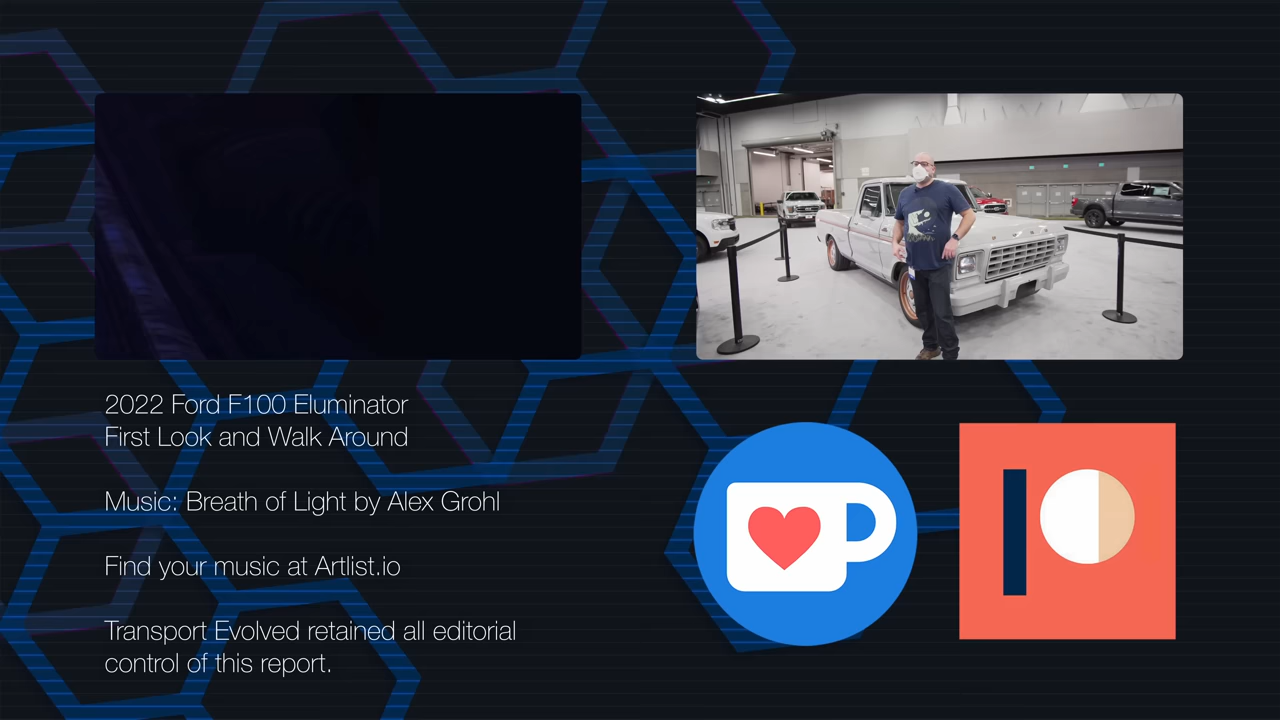 2022 Ford F100 Eluminator
First Look and Walk Around
Music: Breath of Light by Alex Grohl
Find your music at Artlist.io
Transport Evolved retained all editorial
control of this report.